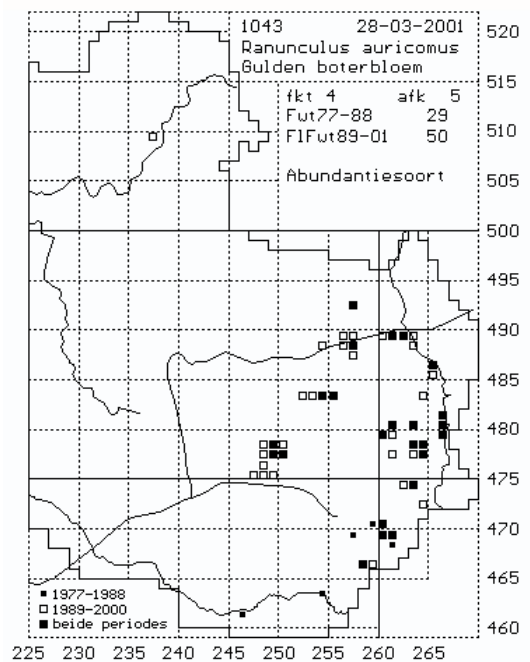 1043 28-03-2001
Ranunculus auricomus
Gulden boterbloem
fkt 4 afk 5
Fut77-88 29
FlFut89-01 50
Abundantiesoort
520
515
510
505
500
495
490
485
480
475
470
465
460
1977-1988
1989-2000
beide periodes
225 230 235 240 245 250 255 260 265